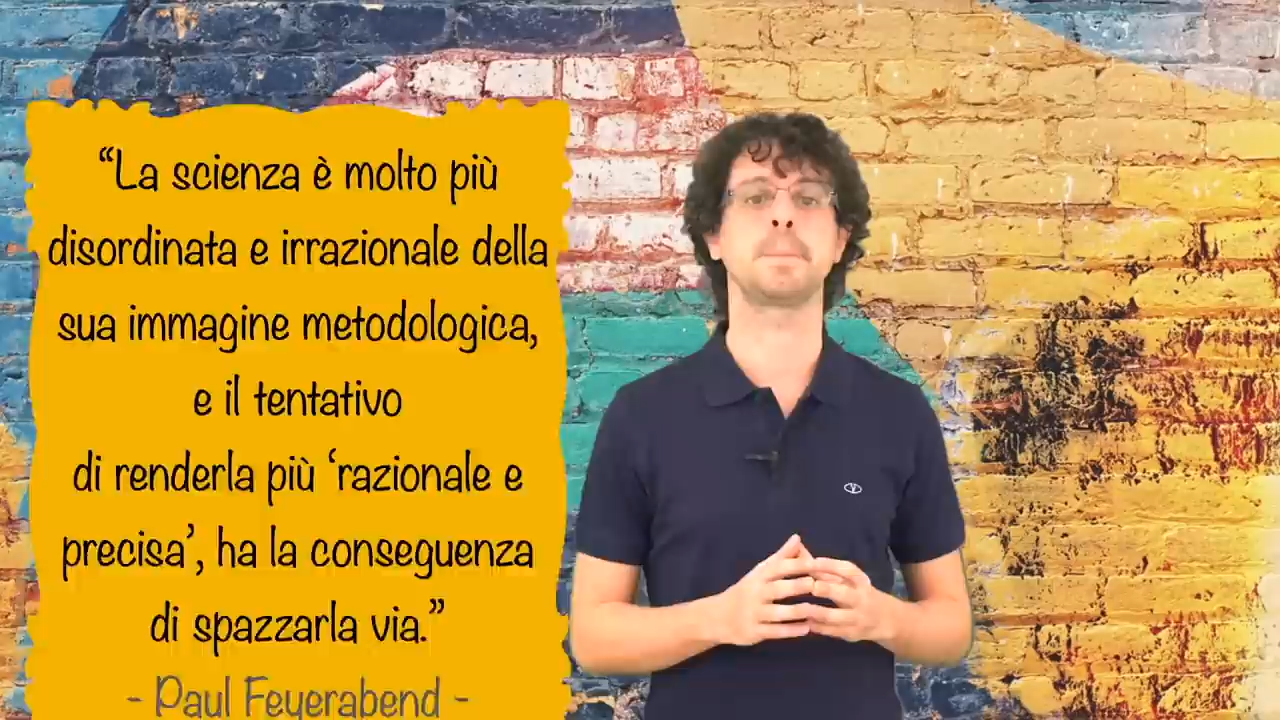 “La scienza è molto più
disordinata e irrazionale della
sua immagine metodologica,
e il tentativo
di renderla più ‘razionale e
precisa’, ha la conseguenza
di spazzarla via.”
- Paul Feyerabend -